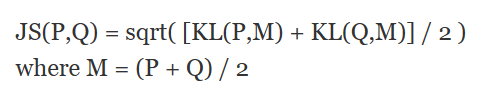 JS(P,Q) = sqrt( [KL(P,M) + KL(Q,M)] / 2 )
where M = (P + Q) / 2